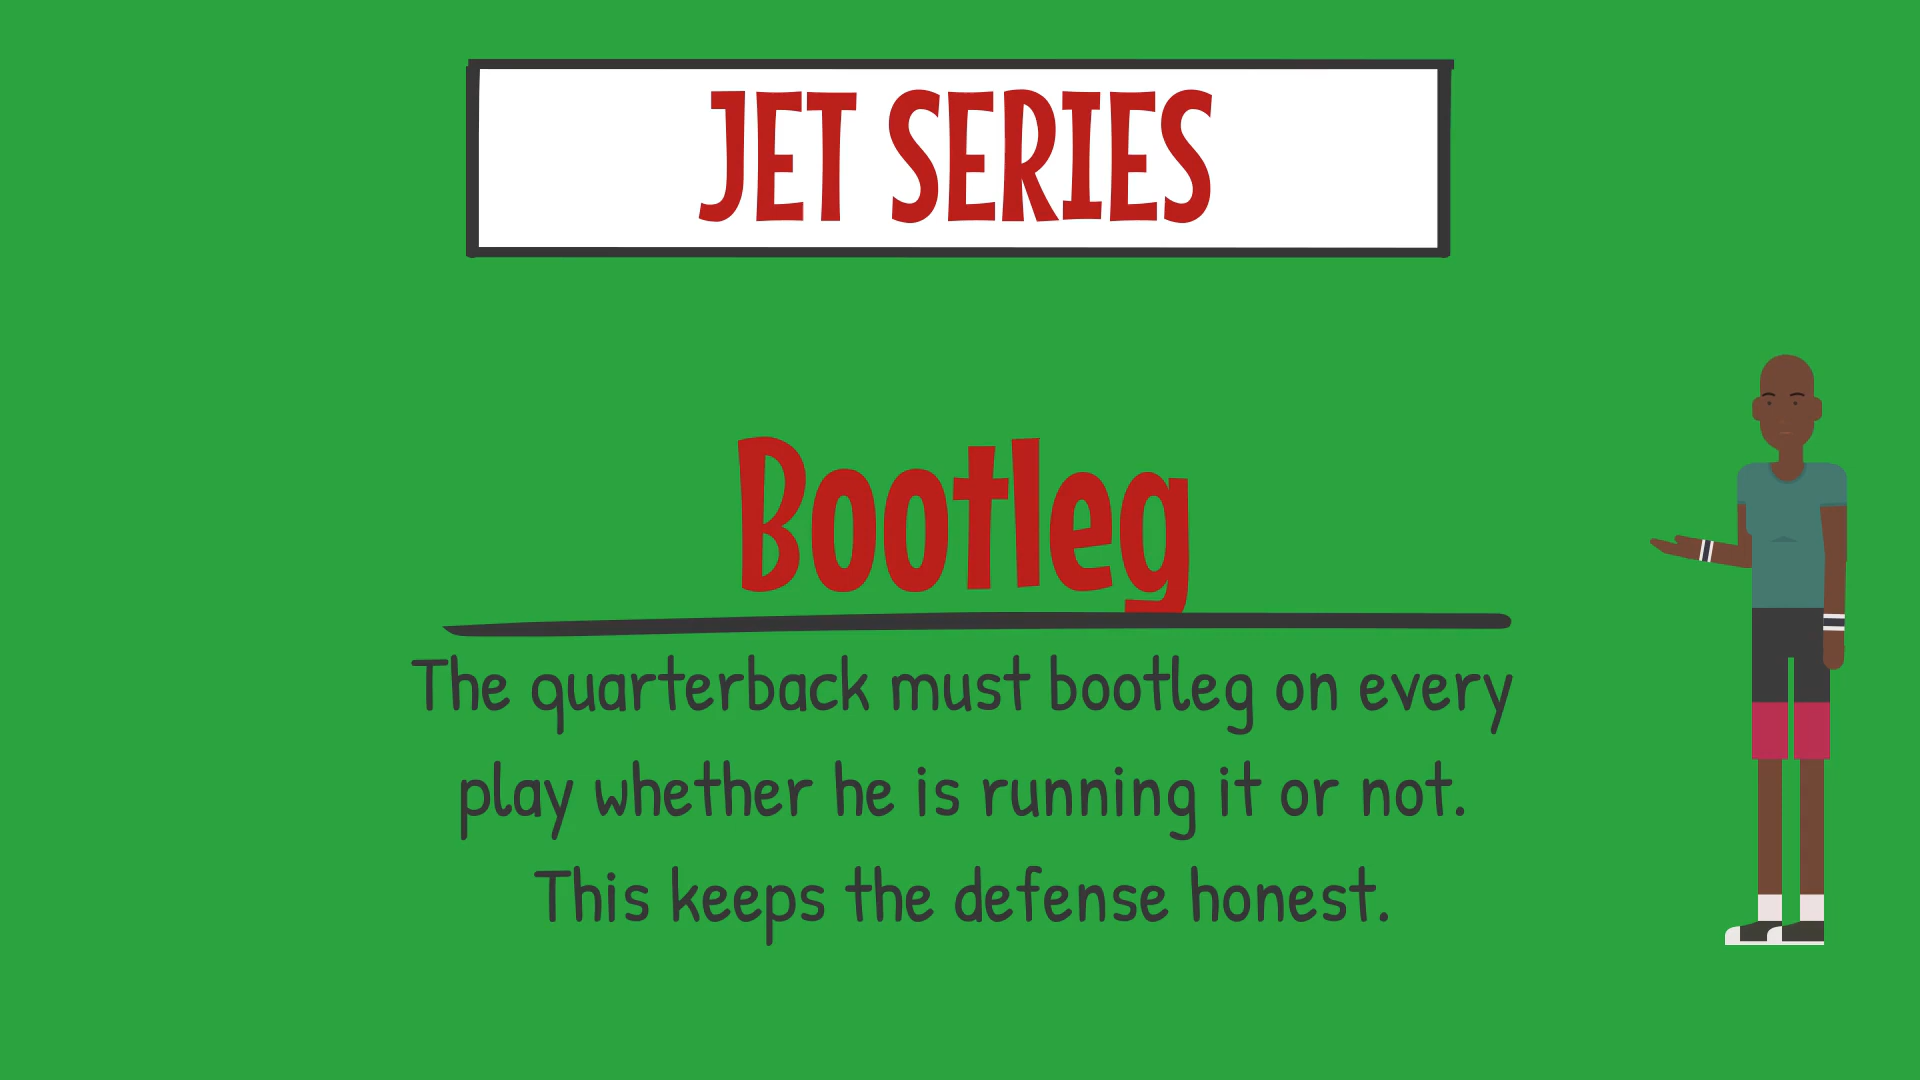 JET SERIES
Bootleg
The quarterback must bootleg on every
play whether he is running it or not.
This keeps the defense honest.